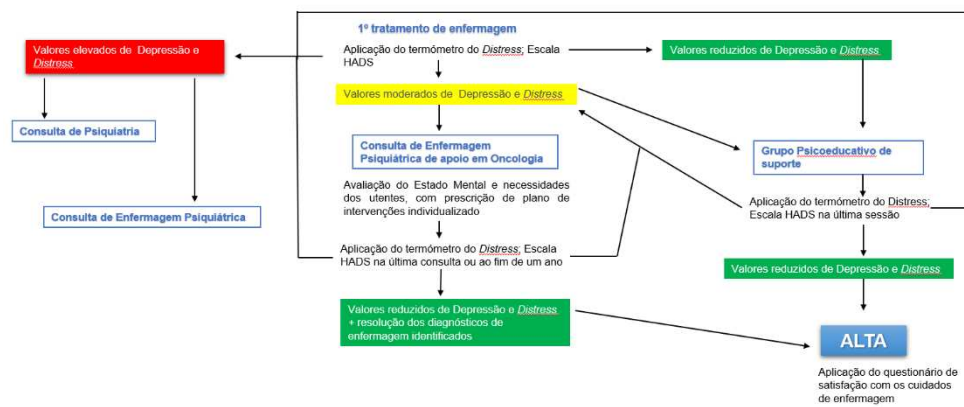 1º tratamento de enfermagem
Aplicação do termómetro do Distress; Escala
HADS
Valores elevados de Depressão e
Distress
Valores reduzidos de Depressão e Distress
Valores moderados de Depressão e Distress
Consulta de Psiquiatria
Consulta de Enfermagem
Psiquiátrica de apoio em Oncologia
Grupo Psicoeducativo de
suporte
Avaliação do Estado Mental e necessidades
dos utentes, com prescrição de plano de
intervenções individualizado
Consulta de Enfermagem Psiquiátrica
Aplicação do termómetro do Distress;
Escala HADS na última sessão
Aplicação do termómetro do Distress; Escala
HADS na última consulta ou ao fim de um ano
Valores reduzidos de Depressão e Distress
Valores reduzidos de Depressão e Distress
+ resolução dos diagnósticos de
enfermagem identificados
ALTA
Aplicação do questionário de
satisfação com os cuidados
de enfermagem